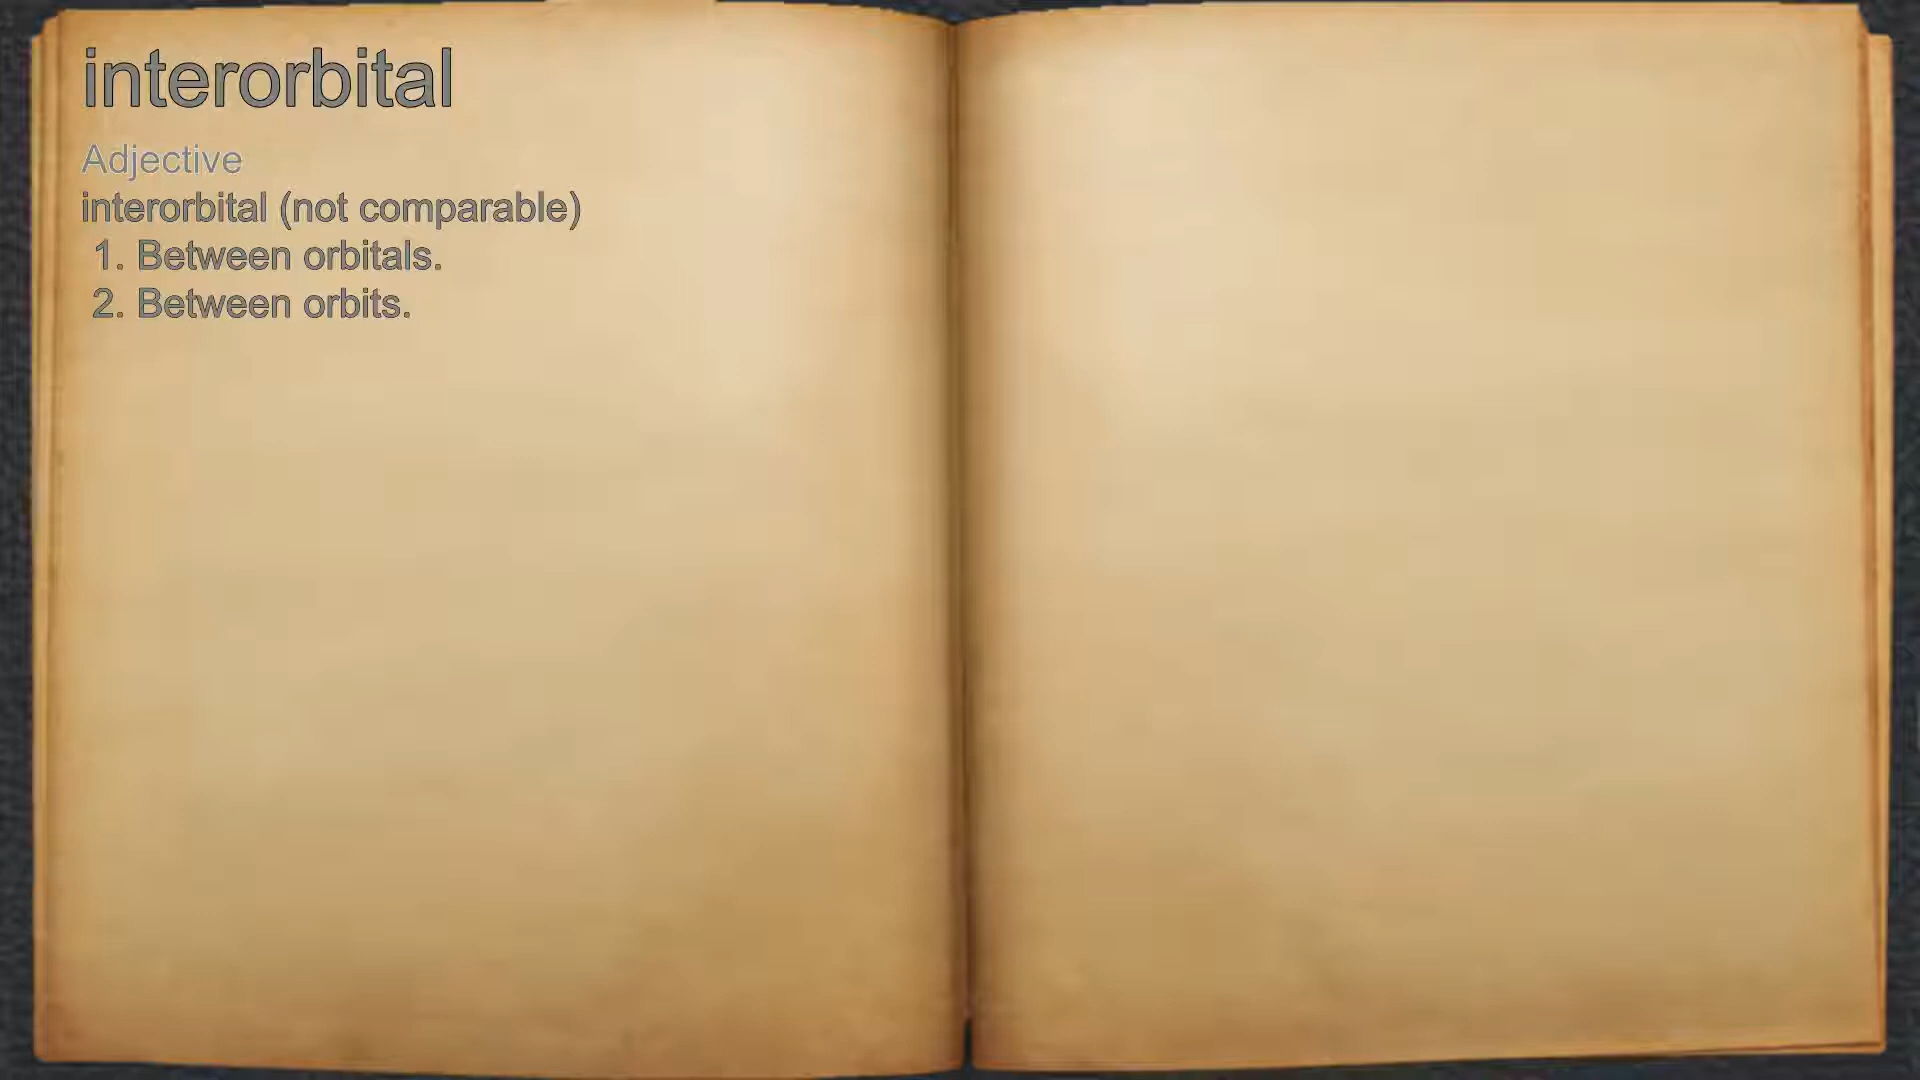 interorbital
Adjective
interorbital (not comparable)
1. Between orbitals.
2. Between orbits.